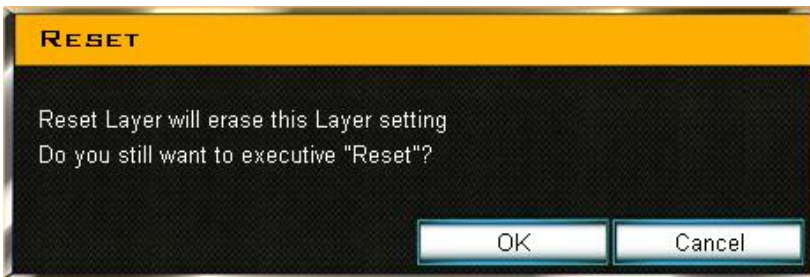 RESET
Reset Layer will erase this Layer setting
Do you still want to executive "Reset"?
OK
Cancel